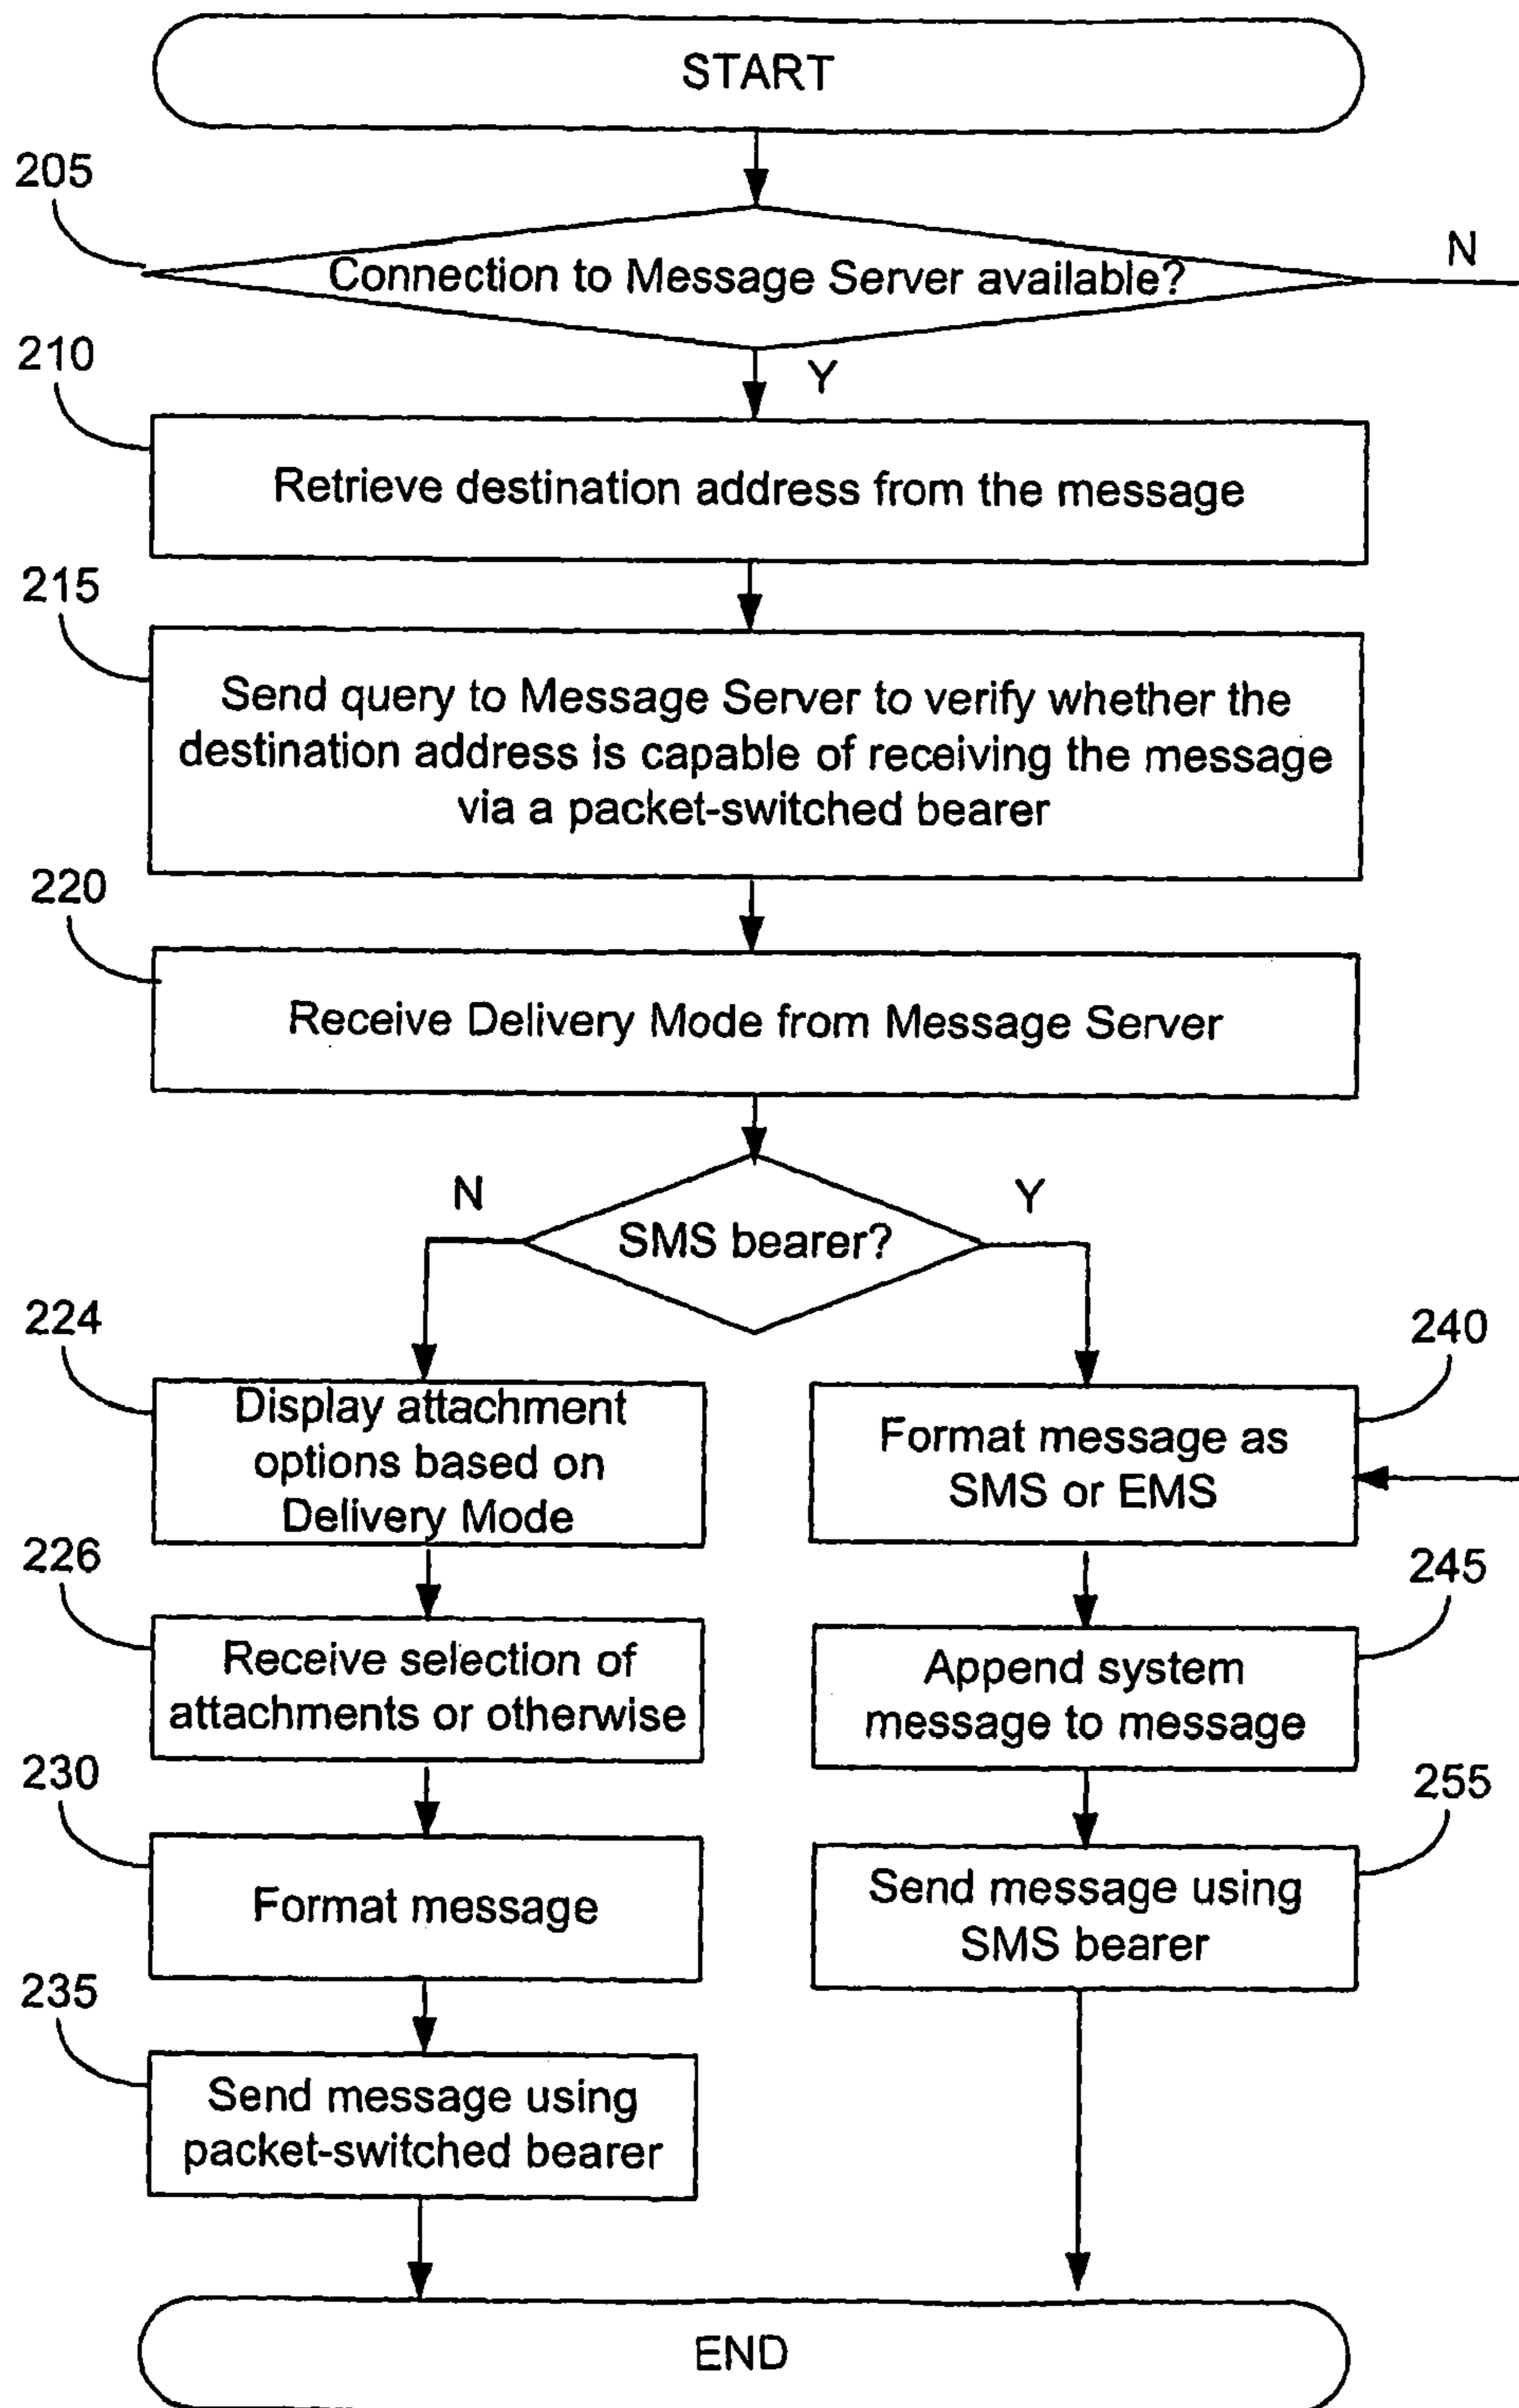 START
205
Connection to Message Server available?
N
210
Y
Retrieve destination address from the message
215
Send query to Message Server to verify whether the
destination address is capable of receiving the message
via a packet-switched bearer
220
Receive Delivery Mode from Message Server
N
Y
SMS bearer?
224
Display attachment
options based on
Delivery Mode
240
Format message as
SMS or EMS
226
Receive selection of
attachments or otherwise
245
Append system
message to message
230
Format message
255
Send message using
SMS bearer
235
Send message using
packet-switched bearer
END